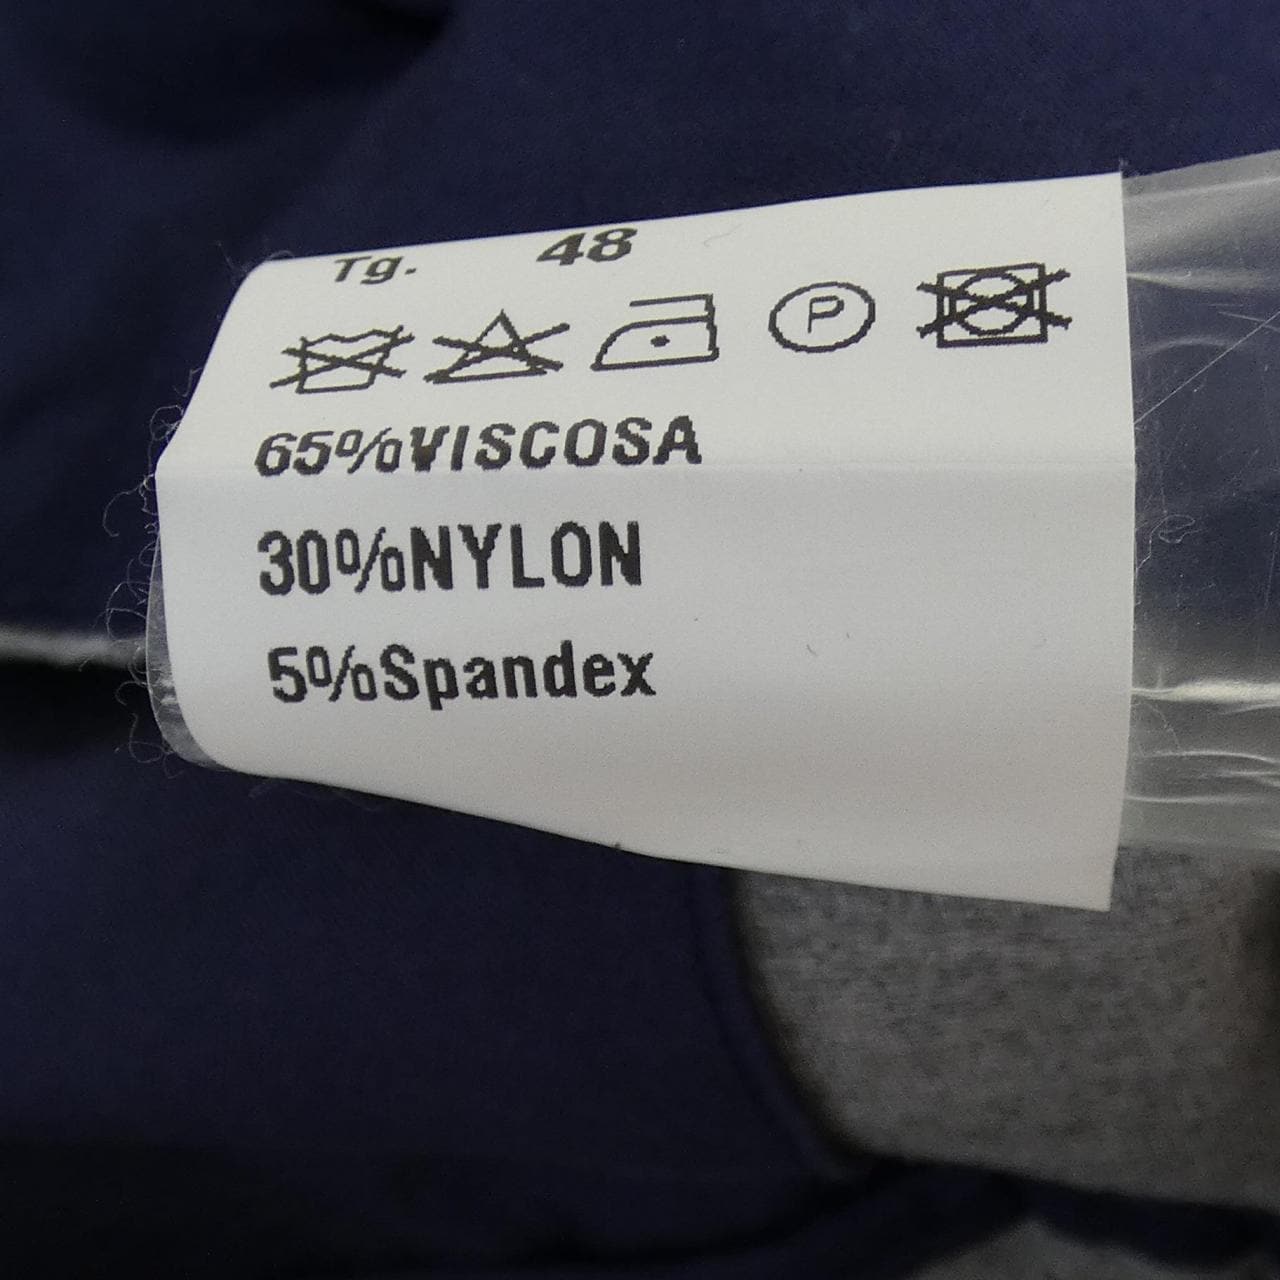 Tg. 48
P
65%VISCOSA
30%NYLON
5%Spandex